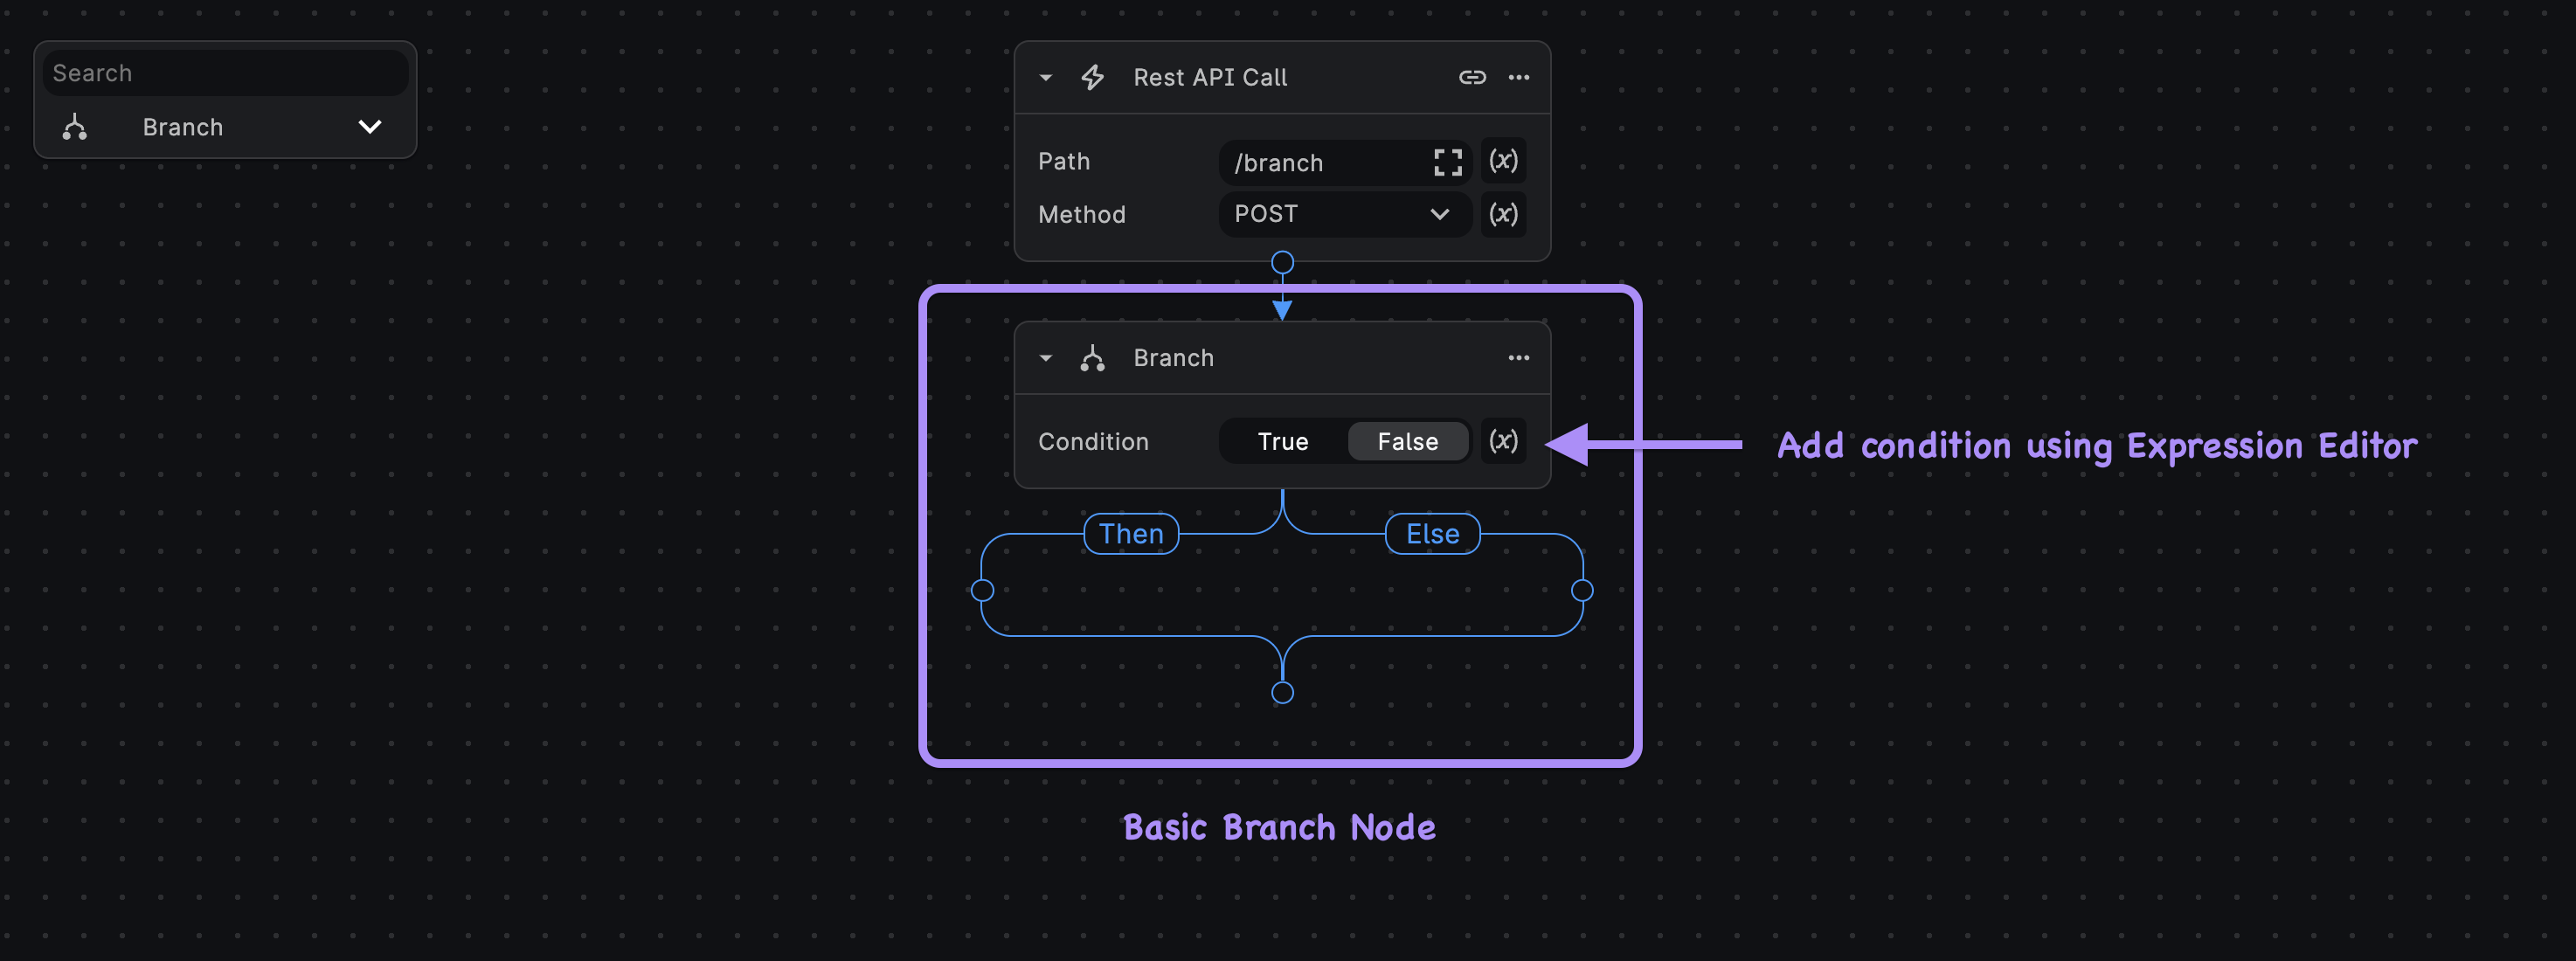 Search
Branch
Rest API Call
Path /branch (x)
Method POST (x)
Branch
Condition True False (x)
Add condition using Expression Editor
Then Else
Basic Branch Node